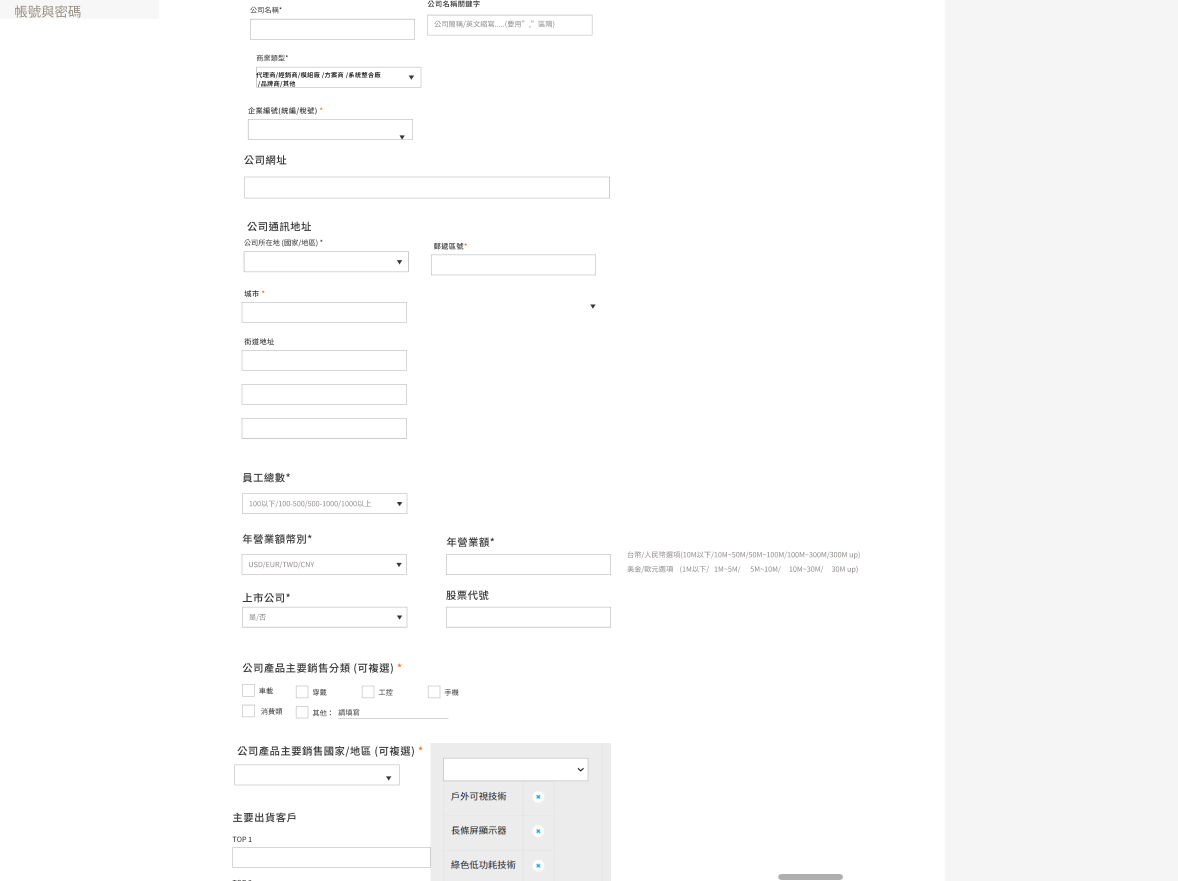 帳號與密碼
公司名稱*
公司名稱關鍵字
公司簡稱/英文縮寫.....(要用"，"區隔)
商業類型*
代理商/經銷商/模組廠 /方案商 /系統整合廠
/品牌商/其他
企業編號(統編/稅號) *
公司網址
公司通訊地址
公司所在地 (國家/地區) *
郵遞區號*
城市 *
街道地址
員工總數*
100以下/100-500/500-1000/1000以上
年營業額幣別*
年營業額*
USD/EUR/TWD/CNY
台幣/人民幣選項(10M以下/10M~50M/50M~100M/100M~300M/300M up)
美金/歐元選項 (1M以下/ 1M~5M/ 5M~10M/ 10M~30M/ 30M up)
上市公司*
股票代號
是/否
公司產品主要銷售分類 (可複選) *
車載 穿戴 工控 手機
消費類 其他： 請填寫
公司產品主要銷售國家/地區 (可複選) *
戶外可視技術
主要出貨客戶
長條屏顯示器
TOP 1
綠色低功耗技術